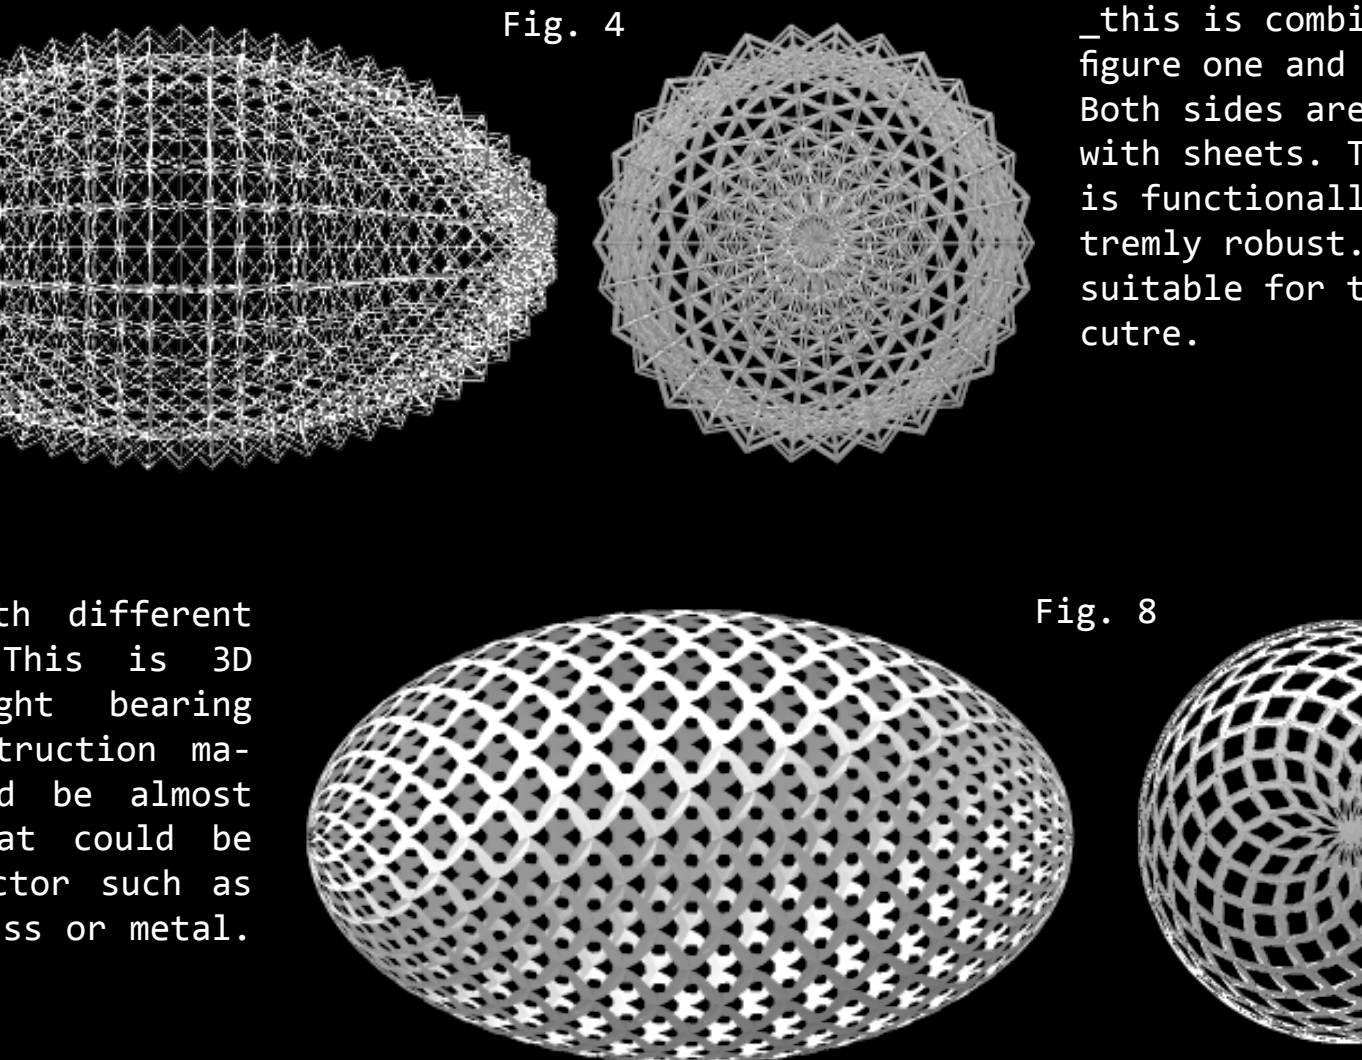 Fig. 4
_this is combi
figure one and
Both sides are
with sheets. T
is functionall
tremly robust.
suitable for t
cutre.
th different
This is 3D
ght bearing
truction ma-
d be almost
at could be
ctor such as
ss or metal.
Fig. 8